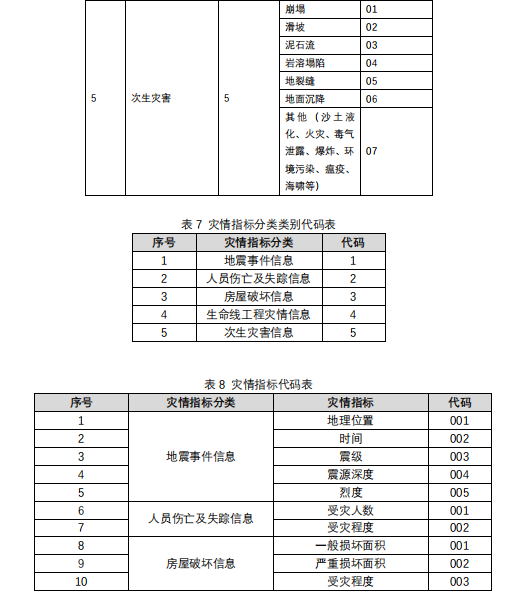 崩塌 01
滑坡 02
泥石流 03
岩溶塌陷 04
地裂缝 05
5 次生灾害 5
地面沉降 06
其他（沙土液
化、火灾、毒气
泄露、爆炸、环 07
境污染、瘟疫、
海啸等）
表 7 灾情指标分类类别代码表
序号 灾情指标分类 代码
1 地震事件信息 1
2 人员伤亡及失踪信息 2
3 房屋破坏信息 3
4 生命线工程灾情信息 4
5 次生灾害信息 5
表 8 灾情指标代码表
序号 灾情指标分类 灾情指标 代码
1 地理位置 001
2 时间 002
3 地震事件信息 震级 003
4 震源深度 004
5 烈度 005
6 人员伤亡及失踪信息 受灾人数 001
7 受灾程度 002
8 一般损坏面积 001
9 房屋破坏信息 严重损坏面积 002
10 受灾程度 003